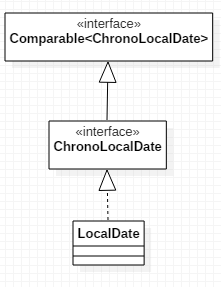 «interface»
Comparable<ChronoLocalDate>
«interface»
ChronoLocalDate
LocalDate